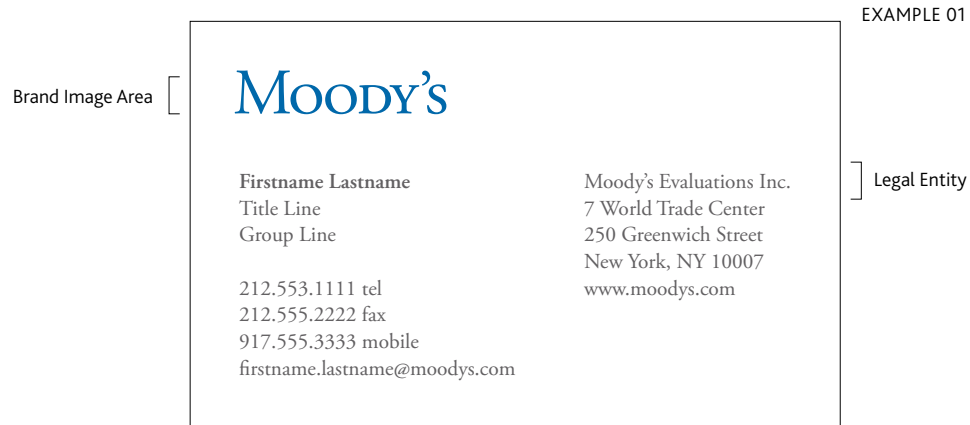 EXAMPLE 01
Brand Image Area
Moody's
Firstname Lastname
Title Line
Group Line
212.553.1111 tel
212.555.2222 fax
917.555.3333 mobile
firstname.lastname@moodys.com
Moody's Evaluations Inc.
7 World Trade Center
250 Greenwich Street
New York, NY 10007
www.moodys.com
Legal Entity